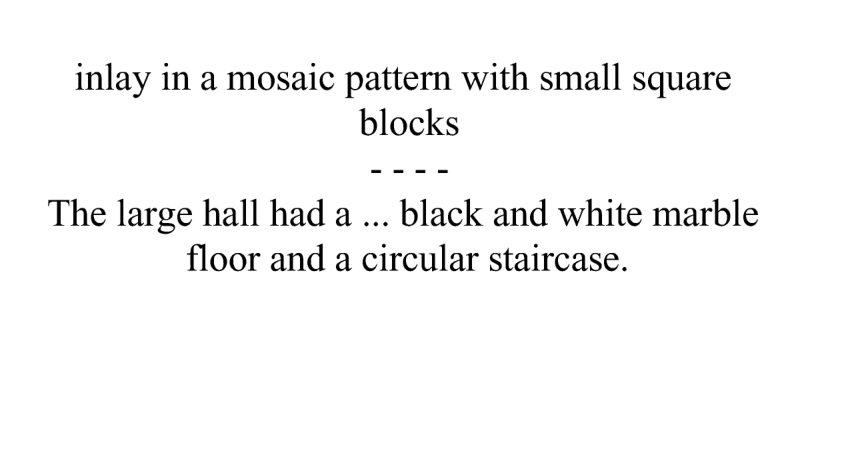 inlay in a mosaic pattern with small square
blocks
- - - -
The large hall had a ... black and white marble
floor and a circular staircase.